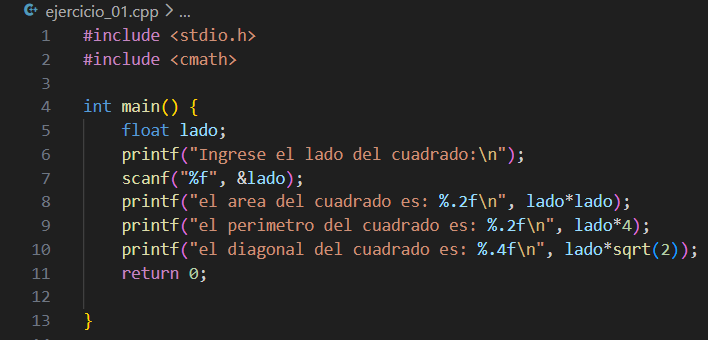 ejercicio_01.cpp > ...
1 #include <stdio.h>
2 #include <cmath>
3
4 int main() {
5 float lado;
6 printf("Ingrese el lado del cuadrado:\n");
7 scanf("%f", &lado);
8 printf("el area del cuadrado es: %.2f\n", lado*lado);
9 printf("el perimetro del cuadrado es: %.2f\n", lado*4);
10 printf("el diagonal del cuadrado es: %.4f\n", lado*sqrt(2));
11 return 0;
12
13 }